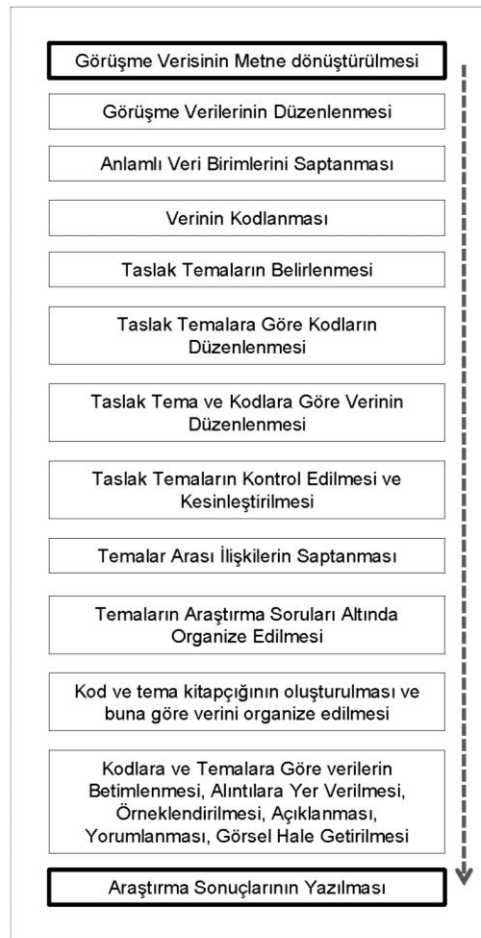 Görüşme Verisinin Metne dönüştürülmesi
Görüşme Verilerinin Düzenlenmesi
Anlamlı Veri Birimlerini Saptanması
Verinin Kodlanması
Taslak Temaların Belirlenmesi
Taslak Temalara Göre Kodların
Düzenlenmesi
Taslak Tema ve Kodlara Göre Verinin
Düzenlenmesi
Taslak Temaların Kontrol Edilmesi ve
Kesinleştirilmesi
Temalar Arası İlişkilerin Saptanması
Temaların Araştırma Soruları Altında
Organize Edilmesi
Kod ve tema kitapçığının oluşturulması ve
buna göre verini organize edilmesi
Kodlara ve Temalara Göre verilerin
Betimlenmesi, Alıntılara Yer Verilmesi,
Örneklendirilmesi, Açıklanması,
Yorumlanması, Görsel Hale Getirilmesi
Araştırma Sonuçlarının Yazılması